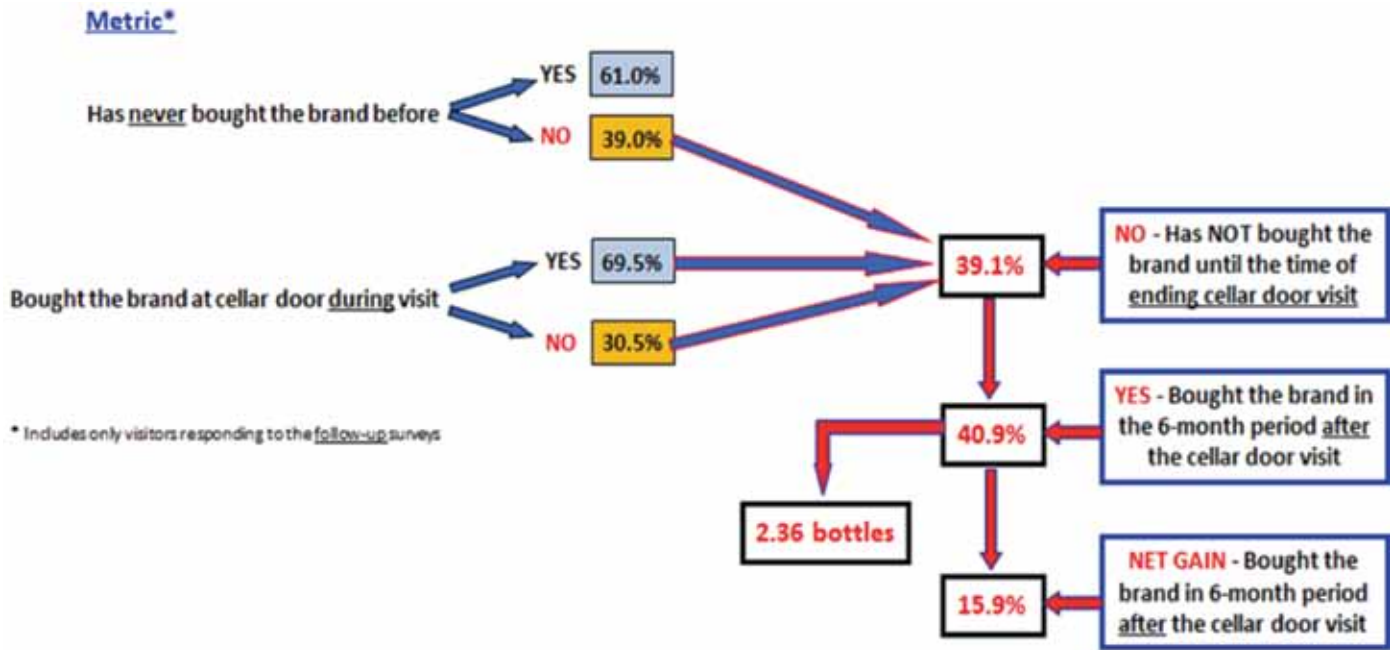 Metric*
Has never bought the brand before
YES 61.0%
NO 39.0%
Bought the brand at cellar door during visit
YES 69.5%
NO 30.5%
39.1%
NO - Has NOT bought the
brand until the time of
ending cellar door visit
40.9%
YES - Bought the brand in
the 6-month period after
the cellar door visit
* Includes only visitors responding to the follow-up surveys
2.36 bottles
15.9%
NET GAIN - Bought the
brand in 6-month period
after the cellar door visit